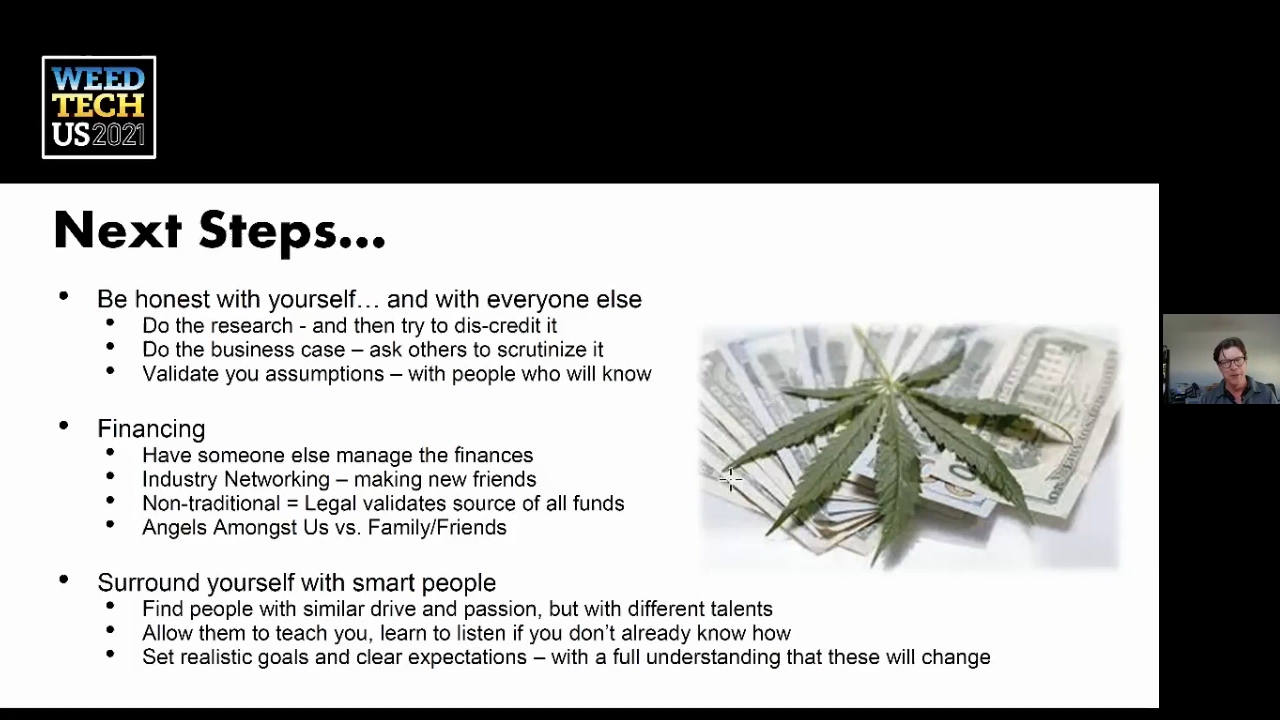 WEED
TECH
US2021
Next Steps...
• Be honest with yourself… and with everyone else
• Do the research - and then try to dis-credit it
• Do the business case – ask others to scrutinize it
• Validate you assumptions – with people who will know
• Financing
• Have someone else manage the finances
• Industry Networking – making new friends
• Non-traditional = Legal validates source of all funds
• Angels Amongst Us vs. Family/Friends
• Surround yourself with smart people
• Find people with similar drive and passion, but with different talents
• Allow them to teach you, learn to listen if you don’t already know how
• Set realistic goals and clear expectations – with a full understanding that these will change